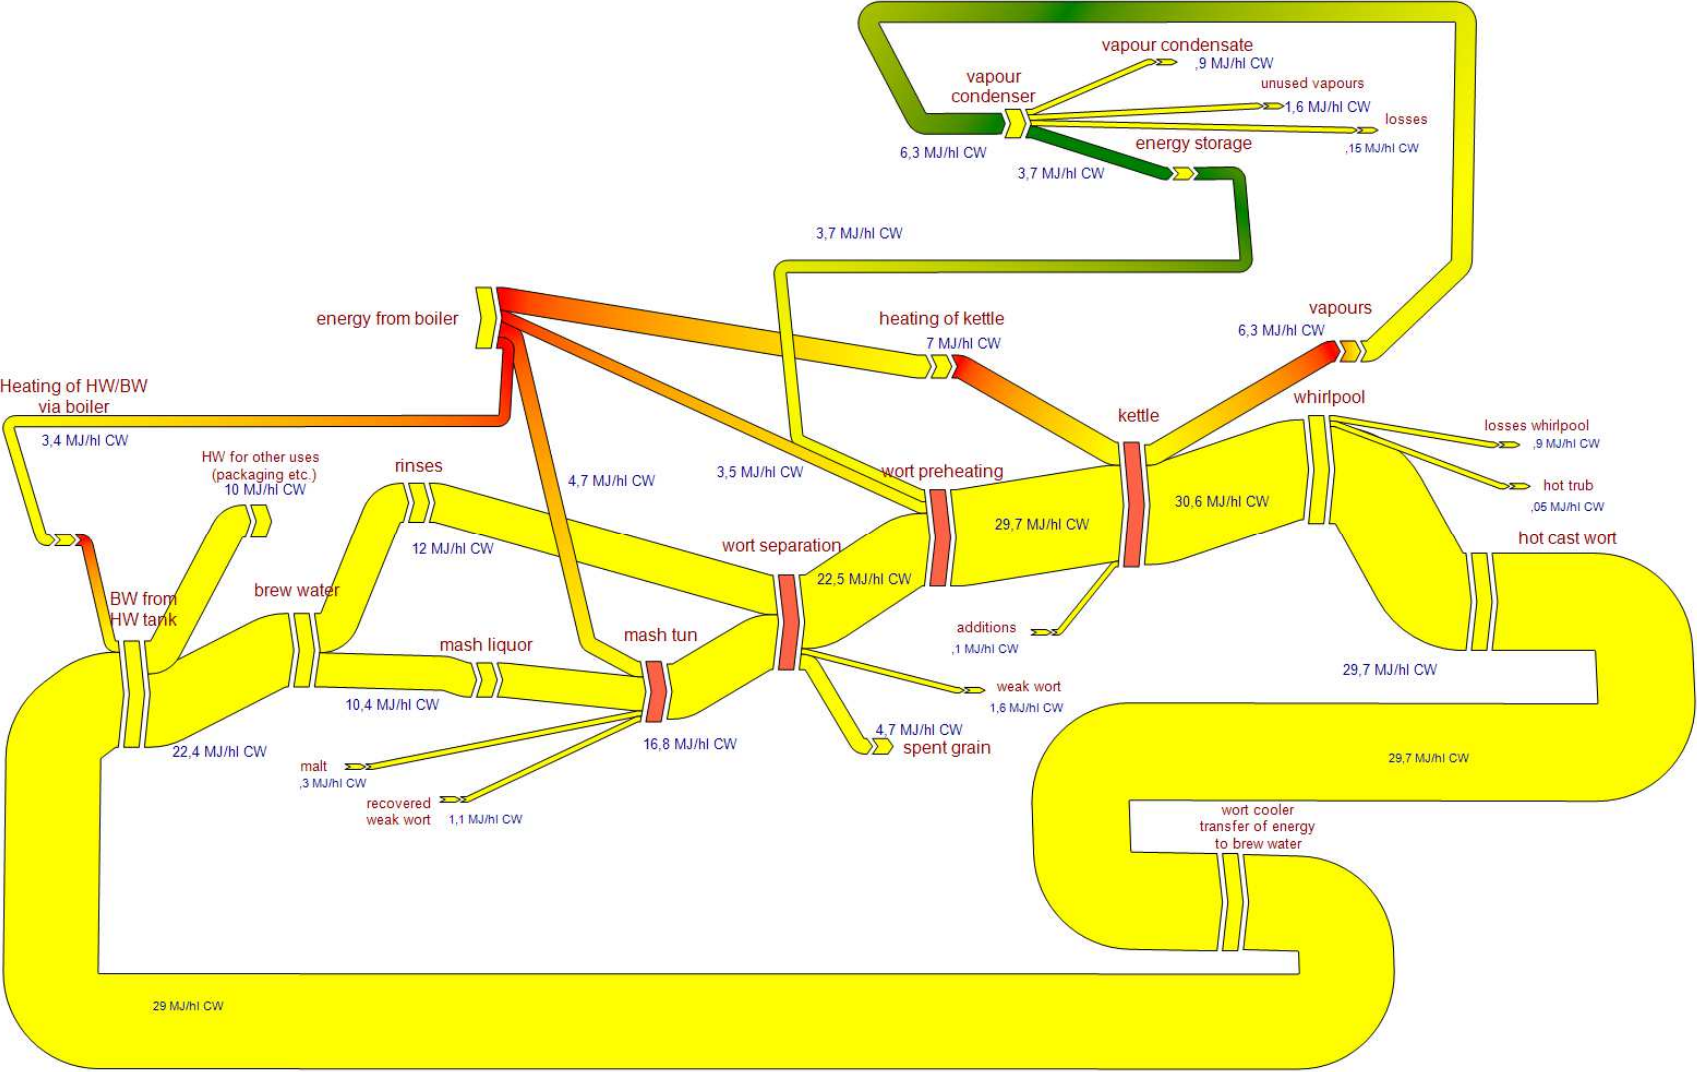 vapour condensate
,9 MJ/hl CW
vapour
condenser
unused vapours
1,6 MJ/hl CW
losses
,15 MJ/hl CW
energy storage
6,3 MJ/hl CW
3,7 MJ/hl CW
3,7 MJ/hl CW
energy from boiler
heating of kettle
7 MJ/hl CW
vapours
6,3 MJ/hl CW
Heating of HW/BW
via boiler
3,4 MJ/hl CW
whirlpool
kettle
losses whirlpool
,9 MJ/hl CW
HW for other uses
(packaging etc.)
10 MJ/hl CW
rinses
4,7 MJ/hl CW
3,5 MJ/hl CW
wort preheating
hot trub
,05 MJ/hl CW
30,6 MJ/hl CW
29,7 MJ/hl CW
hot cast wort
12 MJ/hl CW
wort separation
22,5 MJ/hl CW
BW from
HW tank
brew water
mash liquor
mash tun
additions
,1 MJ/hl CW
29,7 MJ/hl CW
weak wort
1,6 MJ/hl CW
10,4 MJ/hl CW
4,7 MJ/hl CW
spent grain
22,4 MJ/hl CW
16,8 MJ/hl CW
malt
,3 MJ/hl CW
29,7 MJ/hl CW
recovered
weak wort
1,1 MJ/hl CW
wort cooler
transfer of energy
to brew water
29 MJ/hl CW